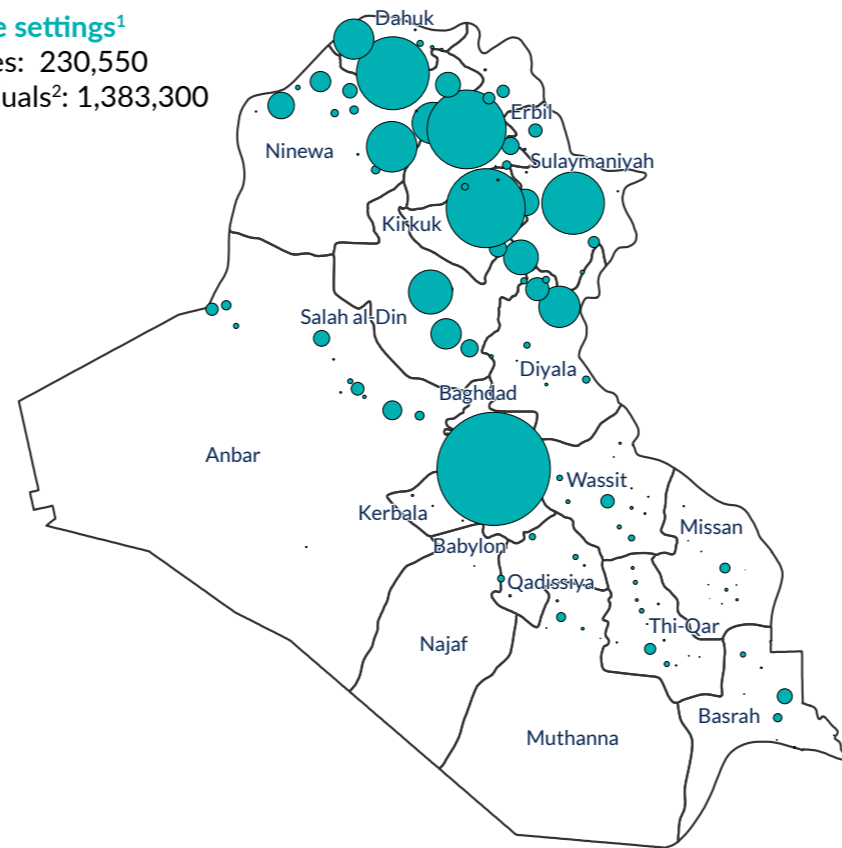 e settings¹
es: 230,550
uals²: 1,383,300
Dahuk
Erbil
Ninewa
Sulaymaniyah
Kirkuk
Salah al-Din
Diyala
Baghdad
Anbar
Wassit
Kerbala
Missan
Babylon
Qadissiya
Thi-Qar
Najaf
Basrah
Muthanna